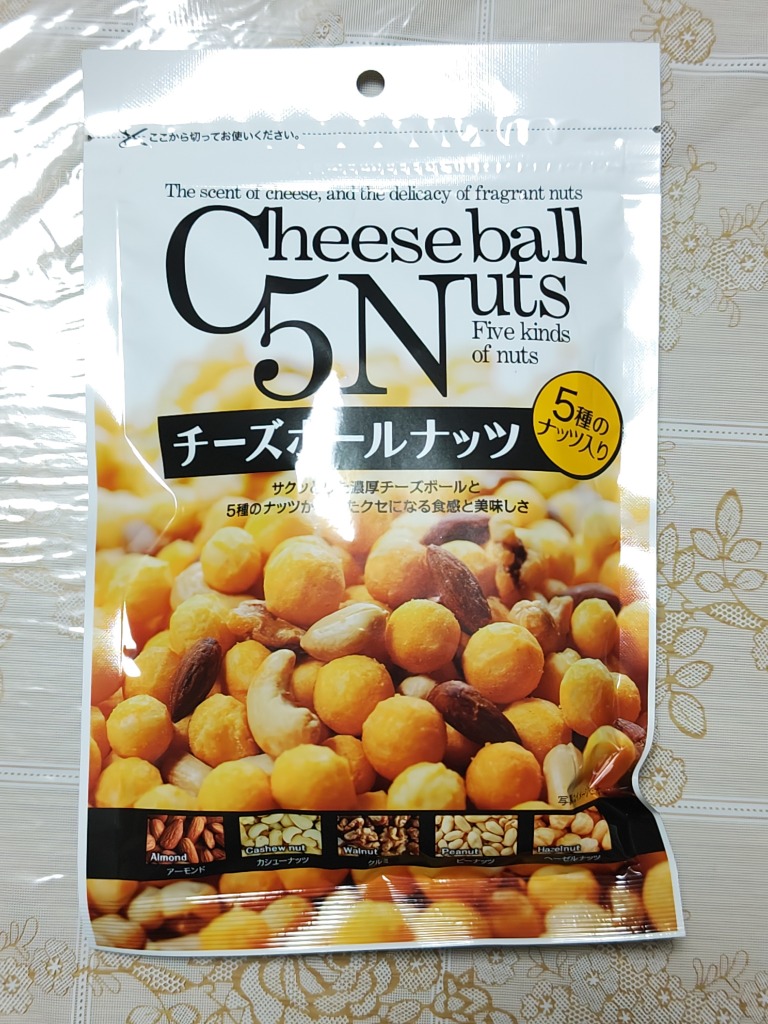 ここから切ってお使いください。
The scent of cheese, and the delicacy of fragrant nuts
Cheese ball
5 Nuts
Five kinds
of nuts
チーズボールナッツ
5種の
ナッツ入り
濃厚チーズボールと
5種のナッツが
たクセになる食感と美味しさ
Almond
アーモンド
Cashew nut
カシューナッツ
Walnut
クルミ
Peanut
ピーナッツ
Hazelnut
ヘーゼルナッツ